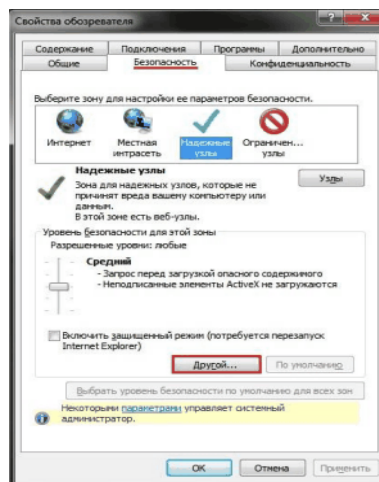 Свойства обозревателя
Содержание Подключения Программы Дополнительно
Общие Безопасность Конфиденциальность
Выберите зону для настройки ее параметров безопасности.
Интернет Местная интрасеть Надежные узлы Ограничен... узлы
Надежные узлы
Зона для надежных узлов, которые не
причинят вреда вашему компьютеру или
данным.
В этой зоне есть веб-узлы.
Узлы
Уровень безопасности для этой зоны
Разрешенные уровни: любые
Средний
- Запрос перед загрузкой опасного содержимого
- Неподписанные элементы ActiveX не загружаются
Включить защищенный режим (потребуется перезапуск
Internet Explorer)
Другой... По умолчанию
Выбрать уровень безопасности по умолчанию для всех зон
Некоторыми параметрами управляет системный
администратор.
OK Отмена Применить